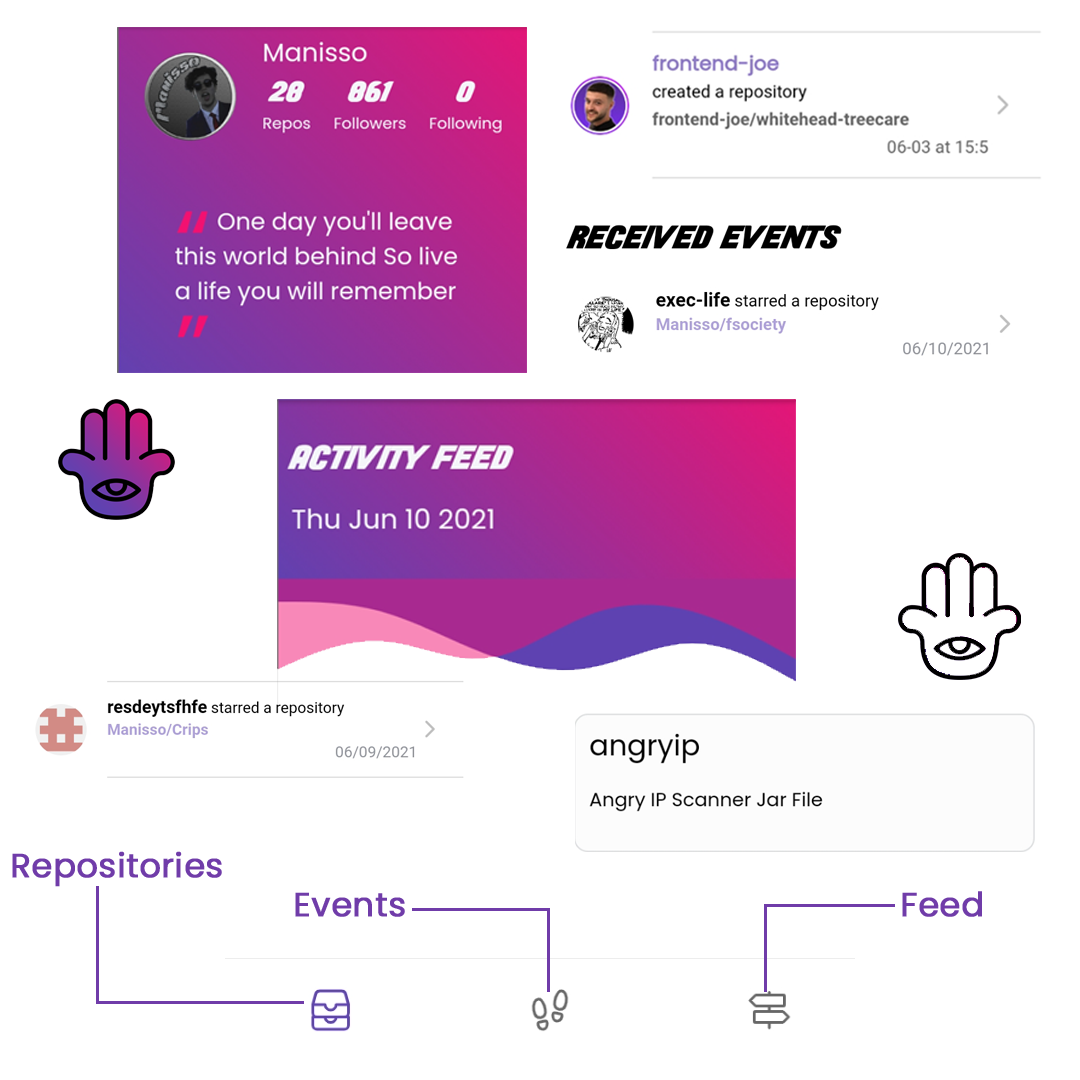 Manisso
Manisso
28 861 0
Repos Followers Following
" One day you'll leave
this world behind So live
a life you will remember
"
frontend-joe
created a repository
frontend-joe/whitehead-treecare
06-03 at 15:5
RECEIVED EVENTS
exec-life starred a repository
Manisso/fsociety
06/10/2021
ACTIVITY FEED
Thu Jun 10 2021
resdeytsfhfe starred a repository
Manisso/Crips
06/09/2021
angryip
Angry IP Scanner Jar File
Repositories
Events
Feed